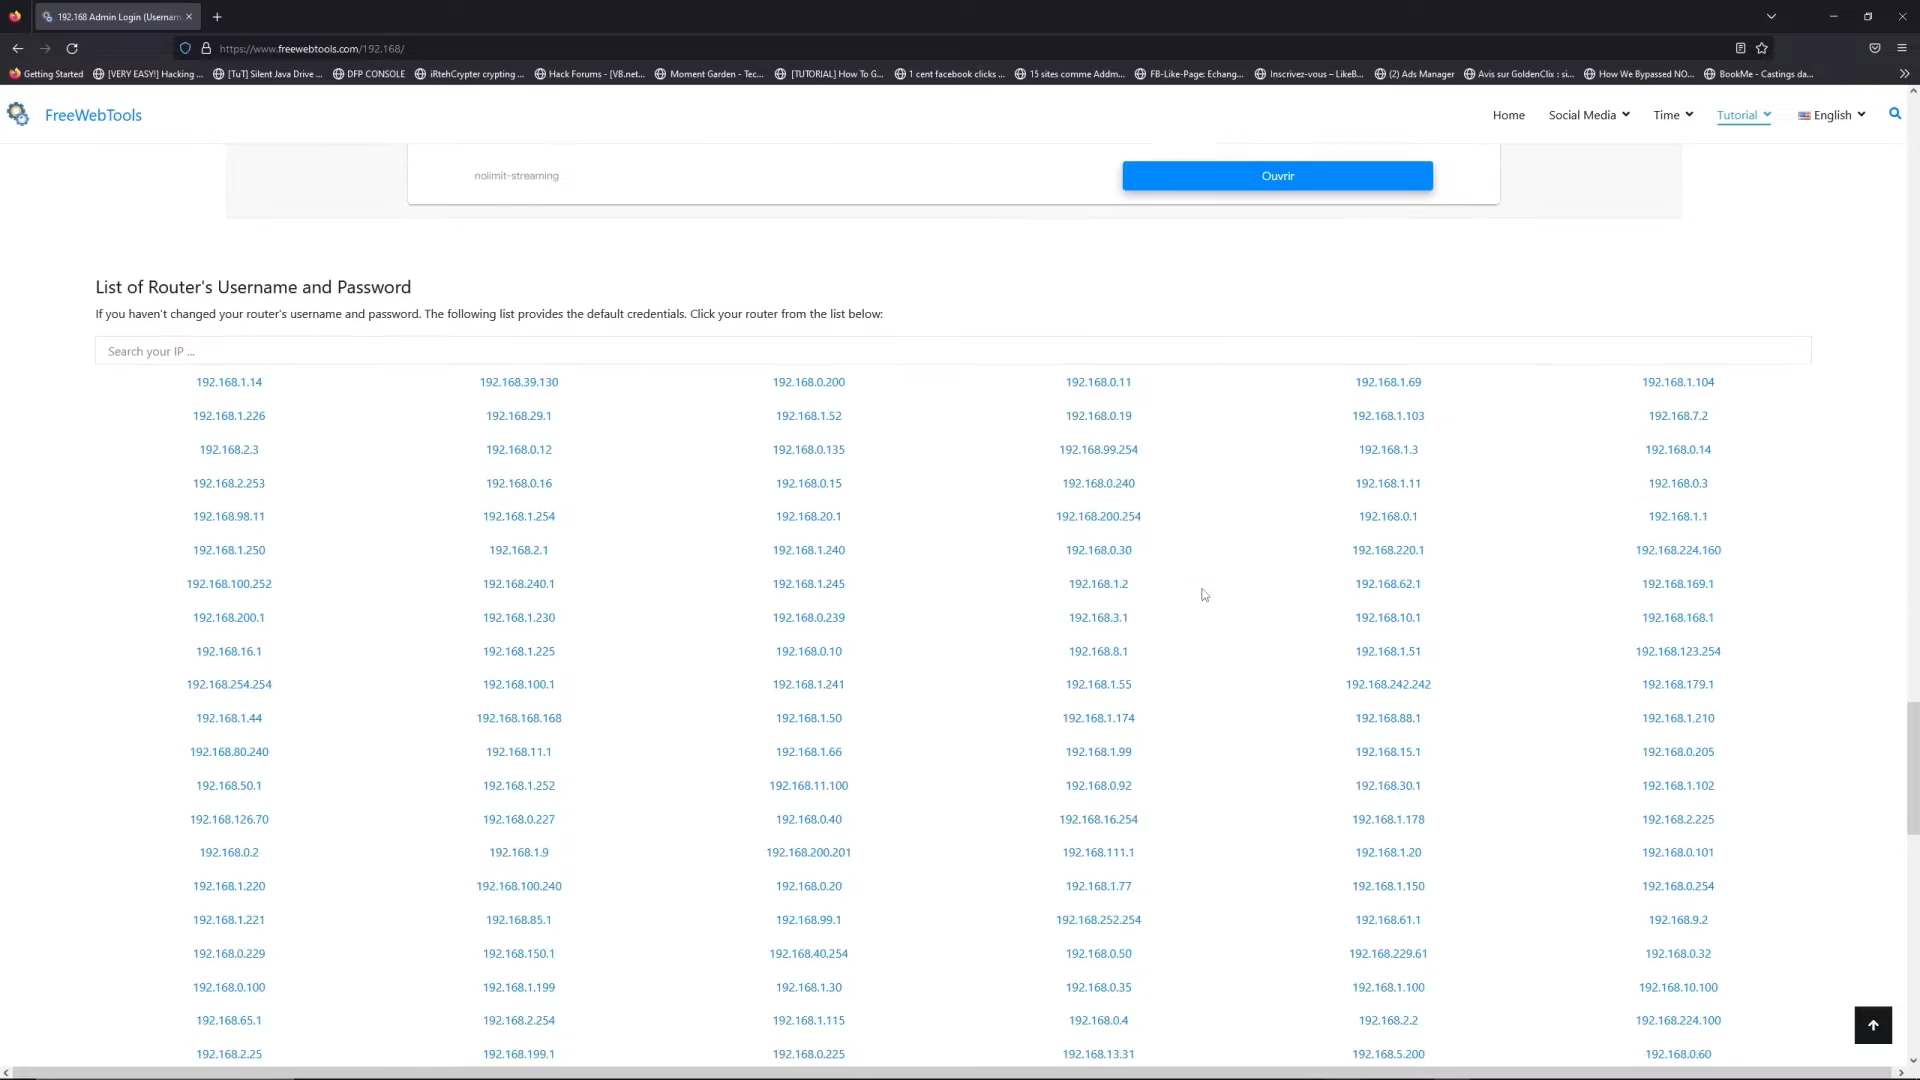 192.168 Admin Login (Usernam
https://www.freewebtools.com/192.168/
Getting Started [VERY EASY!] Hacking ... [TuT] Silent Java Drive ... DFP CONSOLE iRtehCrypter crypting ... Hack Forums - [VB.net... Moment Garden - Tec... [TUTORIAL] How To G... 1 cent facebook clicks ... 15 sites comme Addm... FB-Like-Page: Echang... Inscrivez-vous – LikeB... (2) Ads Manager Avis sur GoldenClix : si... How We Bypassed NO... BookMe - Castings da...
FreeWebTools Home Social Media Time Tutorial English
nolimit-streaming Ouvrir
List of Router's Username and Password
If you haven't changed your router's username and password. The following list provides the default credentials. Click your router from the list below:
Search your IP ...
192.168.1.14 192.168.39.130 192.168.0.200 192.168.0.11 192.168.1.69 192.168.1.104
192.168.1.226 192.168.29.1 192.168.1.52 192.168.0.19 192.168.1.103 192.168.7.2
192.168.2.3 192.168.0.12 192.168.0.135 192.168.99.254 192.168.1.3 192.168.0.14
192.168.2.253 192.168.0.16 192.168.0.15 192.168.0.240 192.168.1.11 192.168.0.3
192.168.98.11 192.168.1.254 192.168.20.1 192.168.200.254 192.168.0.1 192.168.1.1
192.168.1.250 192.168.2.1 192.168.1.240 192.168.0.30 192.168.220.1 192.168.224.160
192.168.100.252 192.168.240.1 192.168.1.245 192.168.1.2 192.168.62.1 192.168.169.1
192.168.200.1 192.168.1.230 192.168.0.239 192.168.3.1 192.168.10.1 192.168.168.1
192.168.16.1 192.168.1.225 192.168.0.10 192.168.8.1 192.168.1.51 192.168.123.254
192.168.254.254 192.168.100.1 192.168.1.241 192.168.1.55 192.168.242.242 192.168.179.1
192.168.1.44 192.168.168.168 192.168.1.50 192.168.1.174 192.168.88.1 192.168.1.210
192.168.80.240 192.168.11.1 192.168.1.66 192.168.1.99 192.168.15.1 192.168.0.205
192.168.50.1 192.168.1.252 192.168.11.100 192.168.0.92 192.168.30.1 192.168.1.102
192.168.126.70 192.168.0.227 192.168.0.40 192.168.16.254 192.168.1.178 192.168.2.225
192.168.0.2 192.168.1.9 192.168.200.201 192.168.111.1 192.168.1.20 192.168.0.101
192.168.1.220 192.168.100.240 192.168.0.20 192.168.1.77 192.168.1.150 192.168.0.254
192.168.1.221 192.168.85.1 192.168.99.1 192.168.252.254 192.168.61.1 192.168.9.2
192.168.0.229 192.168.150.1 192.168.40.254 192.168.0.50 192.168.229.61 192.168.0.32
192.168.0.100 192.168.1.199 192.168.1.30 192.168.0.35 192.168.1.100 192.168.10.100
192.168.65.1 192.168.2.254 192.168.1.115 192.168.0.4 192.168.2.2 192.168.224.100
192.168.2.25 192.168.199.1 192.168.0.225 192.168.13.31 192.168.5.200 192.168.0.60